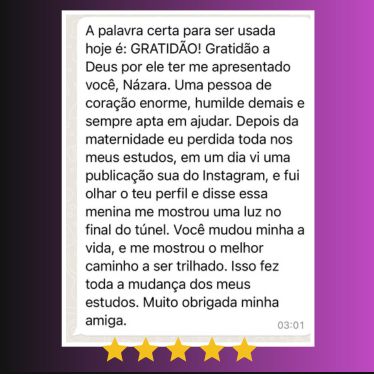 A palavra certa para ser usada
hoje é: GRATIDÃO! Gratidão a
Deus por ele ter me apresentado
você, Názara. Uma pessoa de
coração enorme, humilde demais e
sempre apta em ajudar. Depois da
maternidade eu perdida toda nos
meus estudos, em um dia vi uma
publicação sua do Instagram, e fui
olhar o teu perfil e disse essa
menina me mostrou uma luz no
final do túnel. Você mudou minha a
vida, e me mostrou o melhor
caminho a ser trilhado. Isso fez
toda a mudança dos meus
estudos. Muito obrigada minha
amiga.
03:01